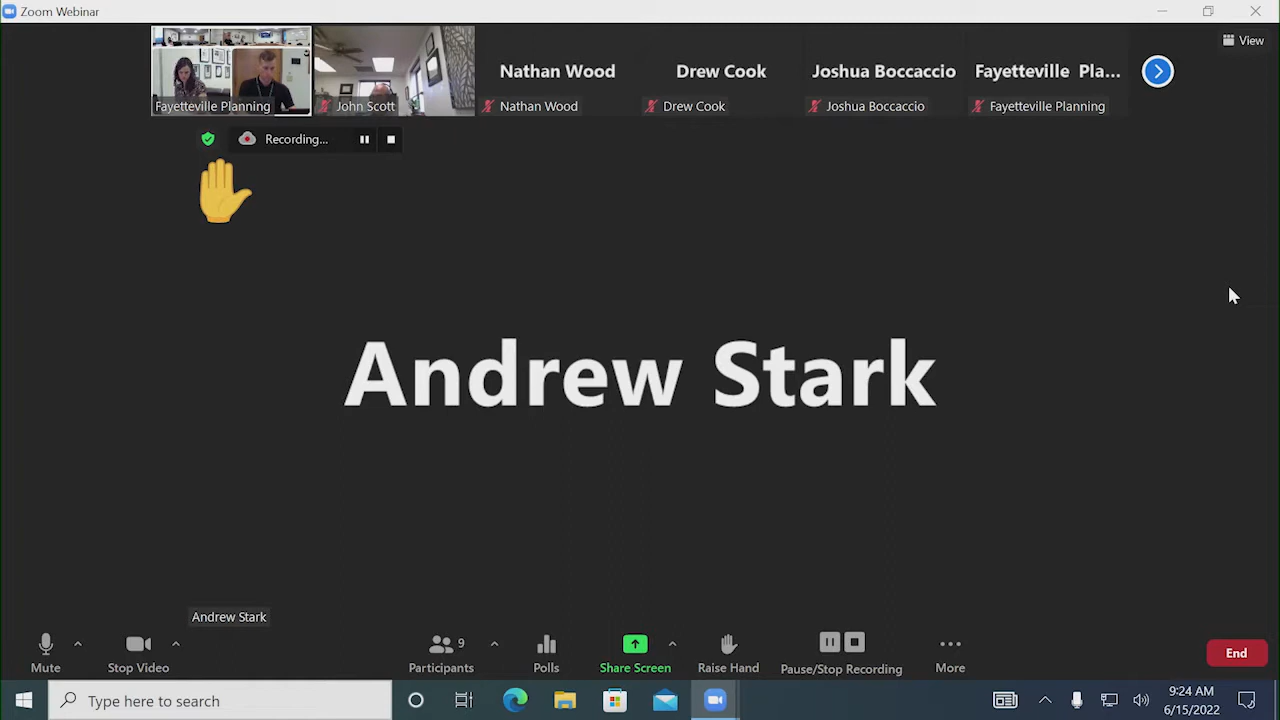 Zoom Webinar
View
Nathan Wood
Drew Cook
Joshua Boccaccio
Fayetteville Pla...
Fayetteville Planning
John Scott
Nathan Wood
Drew Cook
Joshua Boccaccio
Fayetteville Planning
Recording...
Andrew Stark
Andrew Stark
9
Mute
Stop Video
Participants
Polls
Share Screen
Raise Hand
Pause/Stop Recording
More
End
Type here to search
9:24 AM
6/15/2022